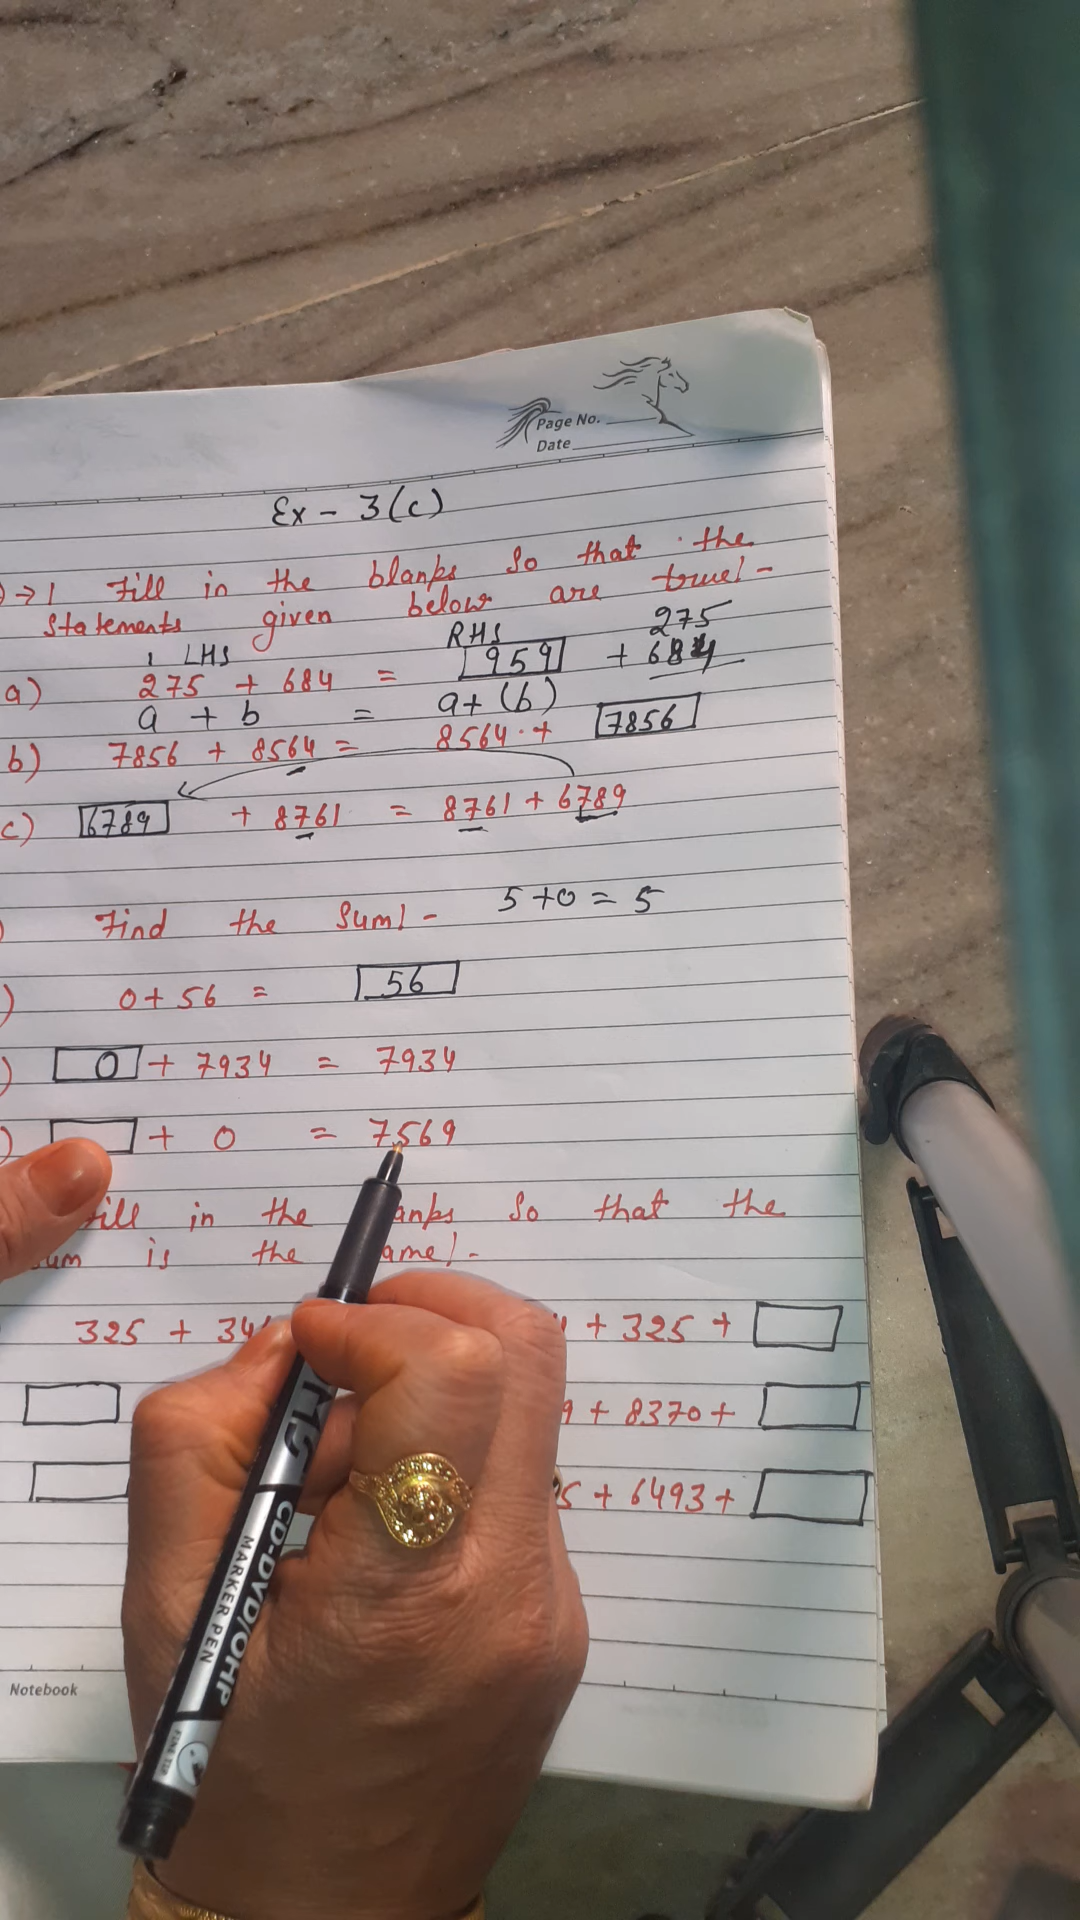 Page No.
Date
Ex - 3(c)
→ 1 Fill in the blanks so that the
statements given below are true! -
LHS RHS 275
a) 275 + 684 = 959 + 684
a + b = a+ (b)
b) 7856 + 8564 = 8564 + 7856
c) 6789 + 8761 = 8761 + 6789
Find the Sum! - 5+0 = 5
) 0+ 56 = 56
) 0 + 7934 = 7934
) + 0 = 7569
in the so that the
is the
325 + + 325 +
+ 8370 +
+ 6493 +
CD-DVD/OHP
MARKER PEN
FINE TIP
Notebook